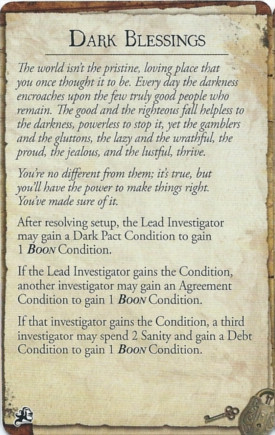 DARK BLESSINGS
The world isn't the pristine, loving place that
you once thought it to be. Every day the darkness
encroaches upon the few truly good people who
remain. The good and the righteous fall helpless to
the darkness, powerless to stop it, yet the gamblers
and the gluttons, the lazy and the wrathful, the
proud, the jealous, and the lustful, thrive.
You're no different from them; it's true, but
you'll have the power to make things right.
You've made sure of it.
After resolving setup, the Lead Investigator
may gain a Dark Pact Condition to gain
1 BOON Condition.
If the Lead Investigator gains the Condition,
another investigator may gain an Agreement
Condition to gain 1 BOON Condition.
If that investigator gains the Condition, a third
investigator may spend 2 Sanity and gain a Debt
Condition to gain 1 BOON Condition.